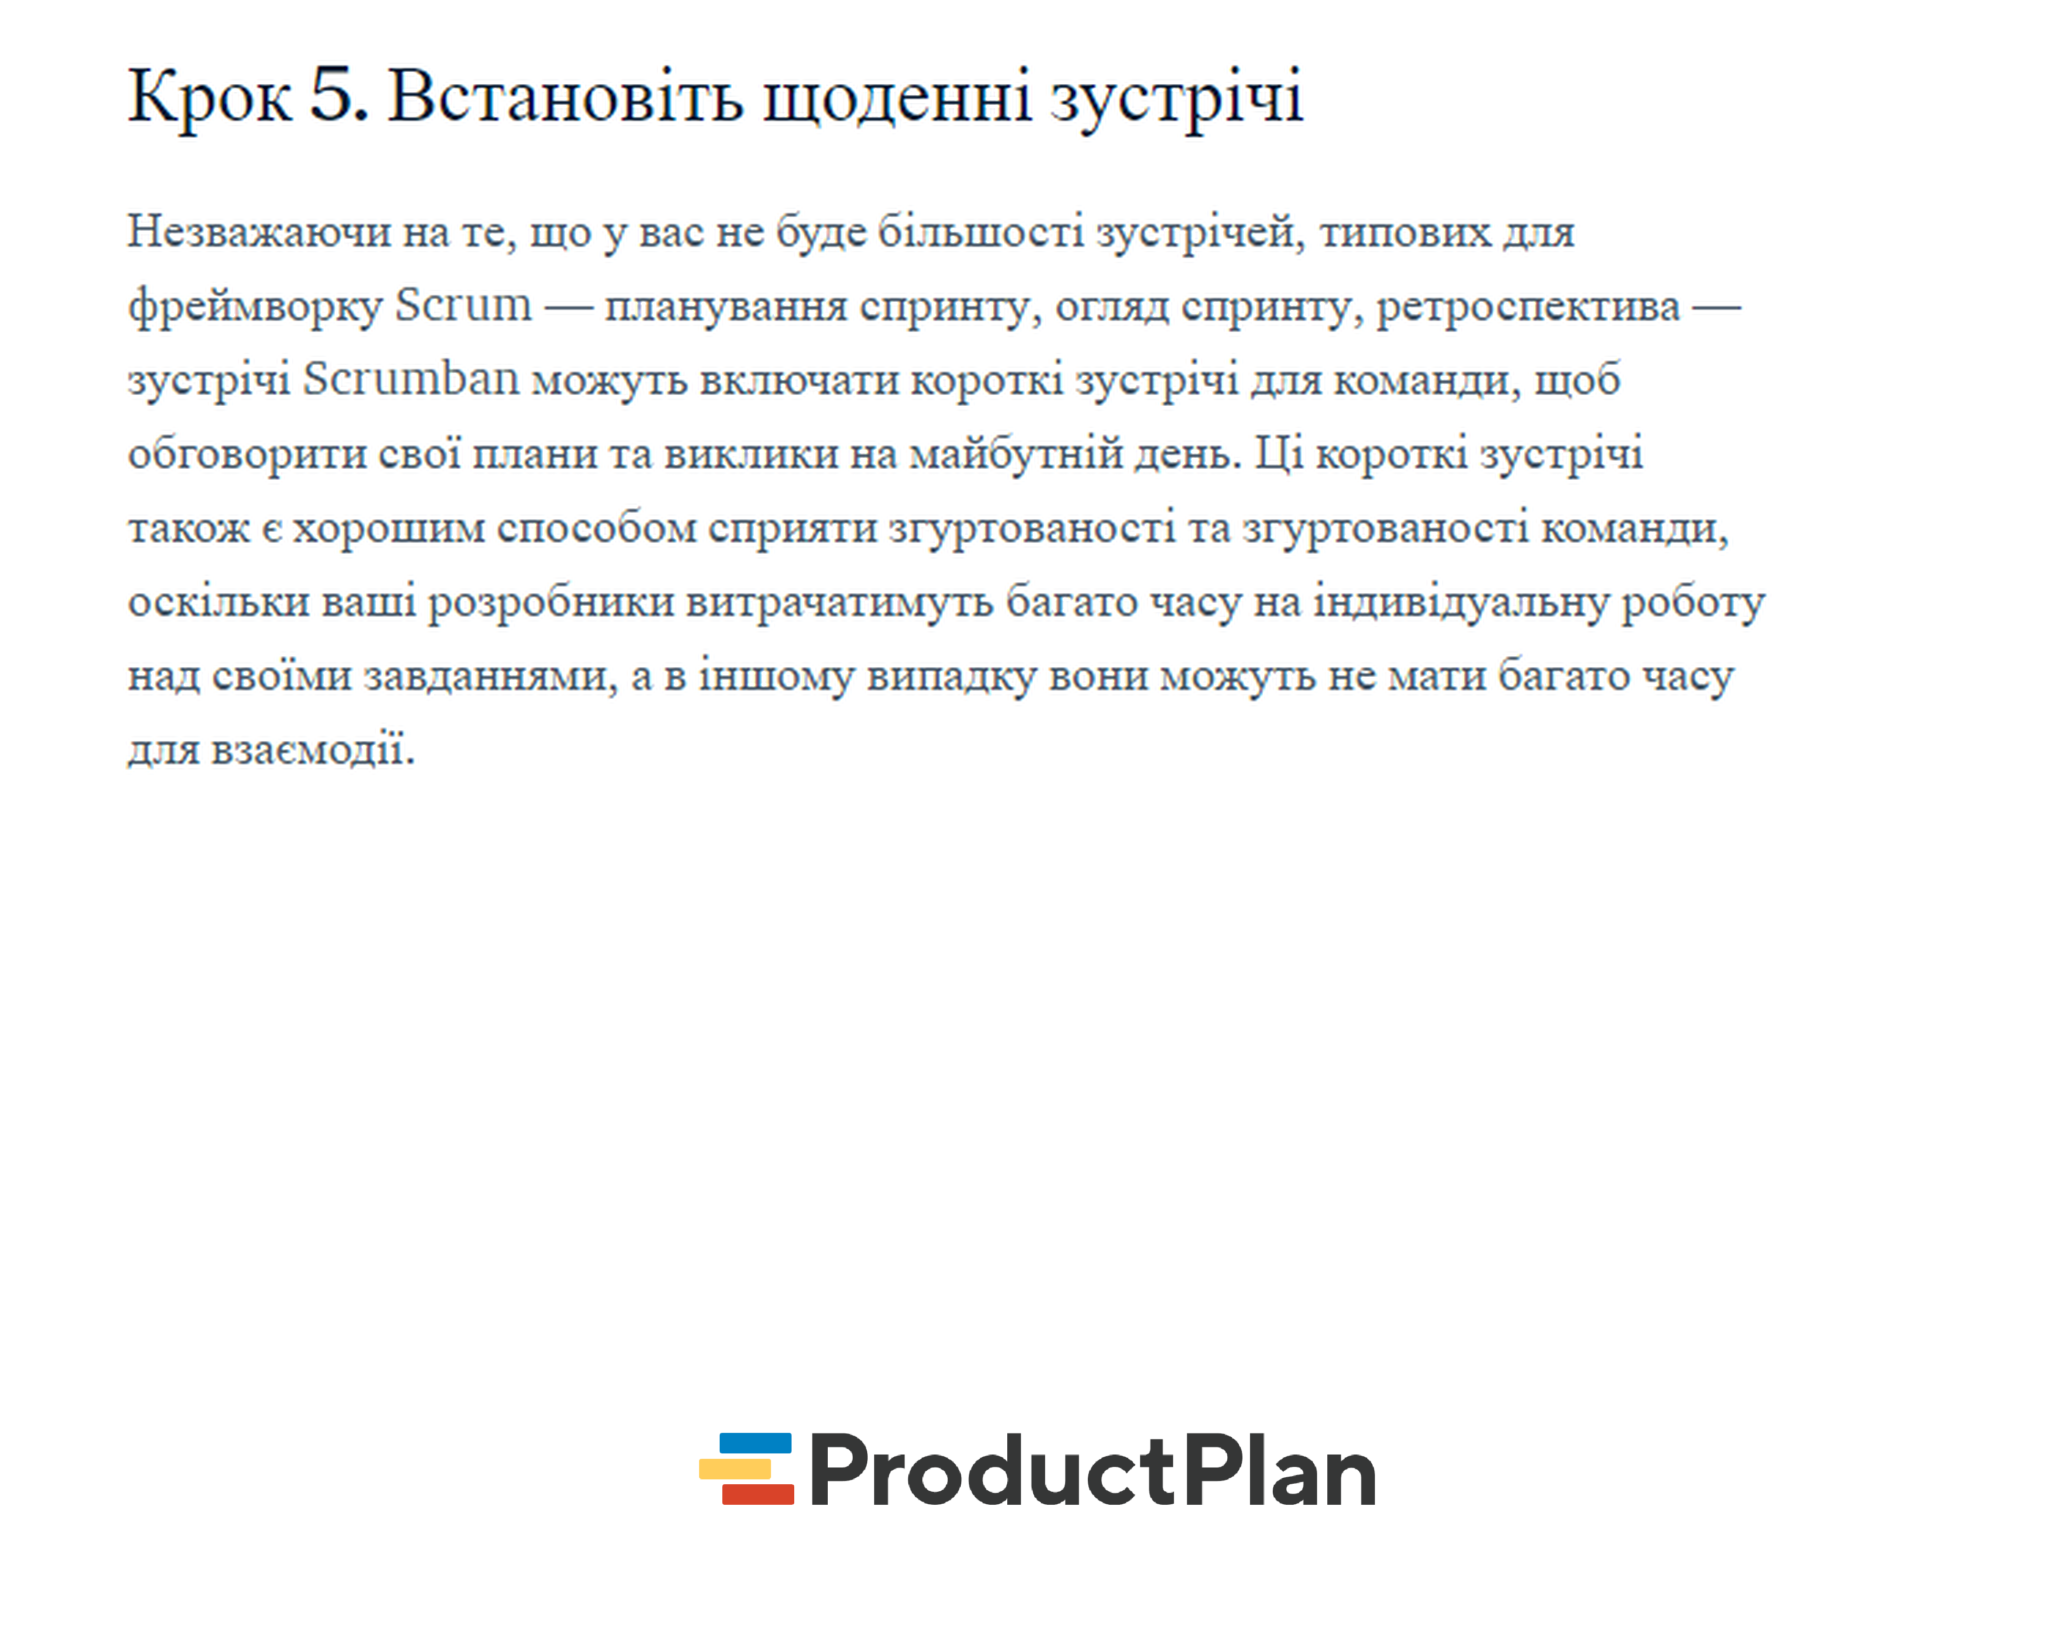 Крок 5. Встановіть щоденні зустрічі
Незважаючи на те, що у вас не буде більшості зустрічей, типових для
фреймворку Scrum — планування спринту, огляд спринту, ретроспектива —
зустрічі Scrumban можуть включати короткі зустрічі для команди, щоб
обговорити свої плани та виклики на майбутній день. Ці короткі зустрічі
також є хорошим способом сприяти згуртованості та згуртованості команди,
оскільки ваші розробники витрачатимуть багато часу на індивідуальну роботу
над своїми завданнями, а в іншому випадку вони можуть не мати багато часу
для взаємодії.
ProductPlan